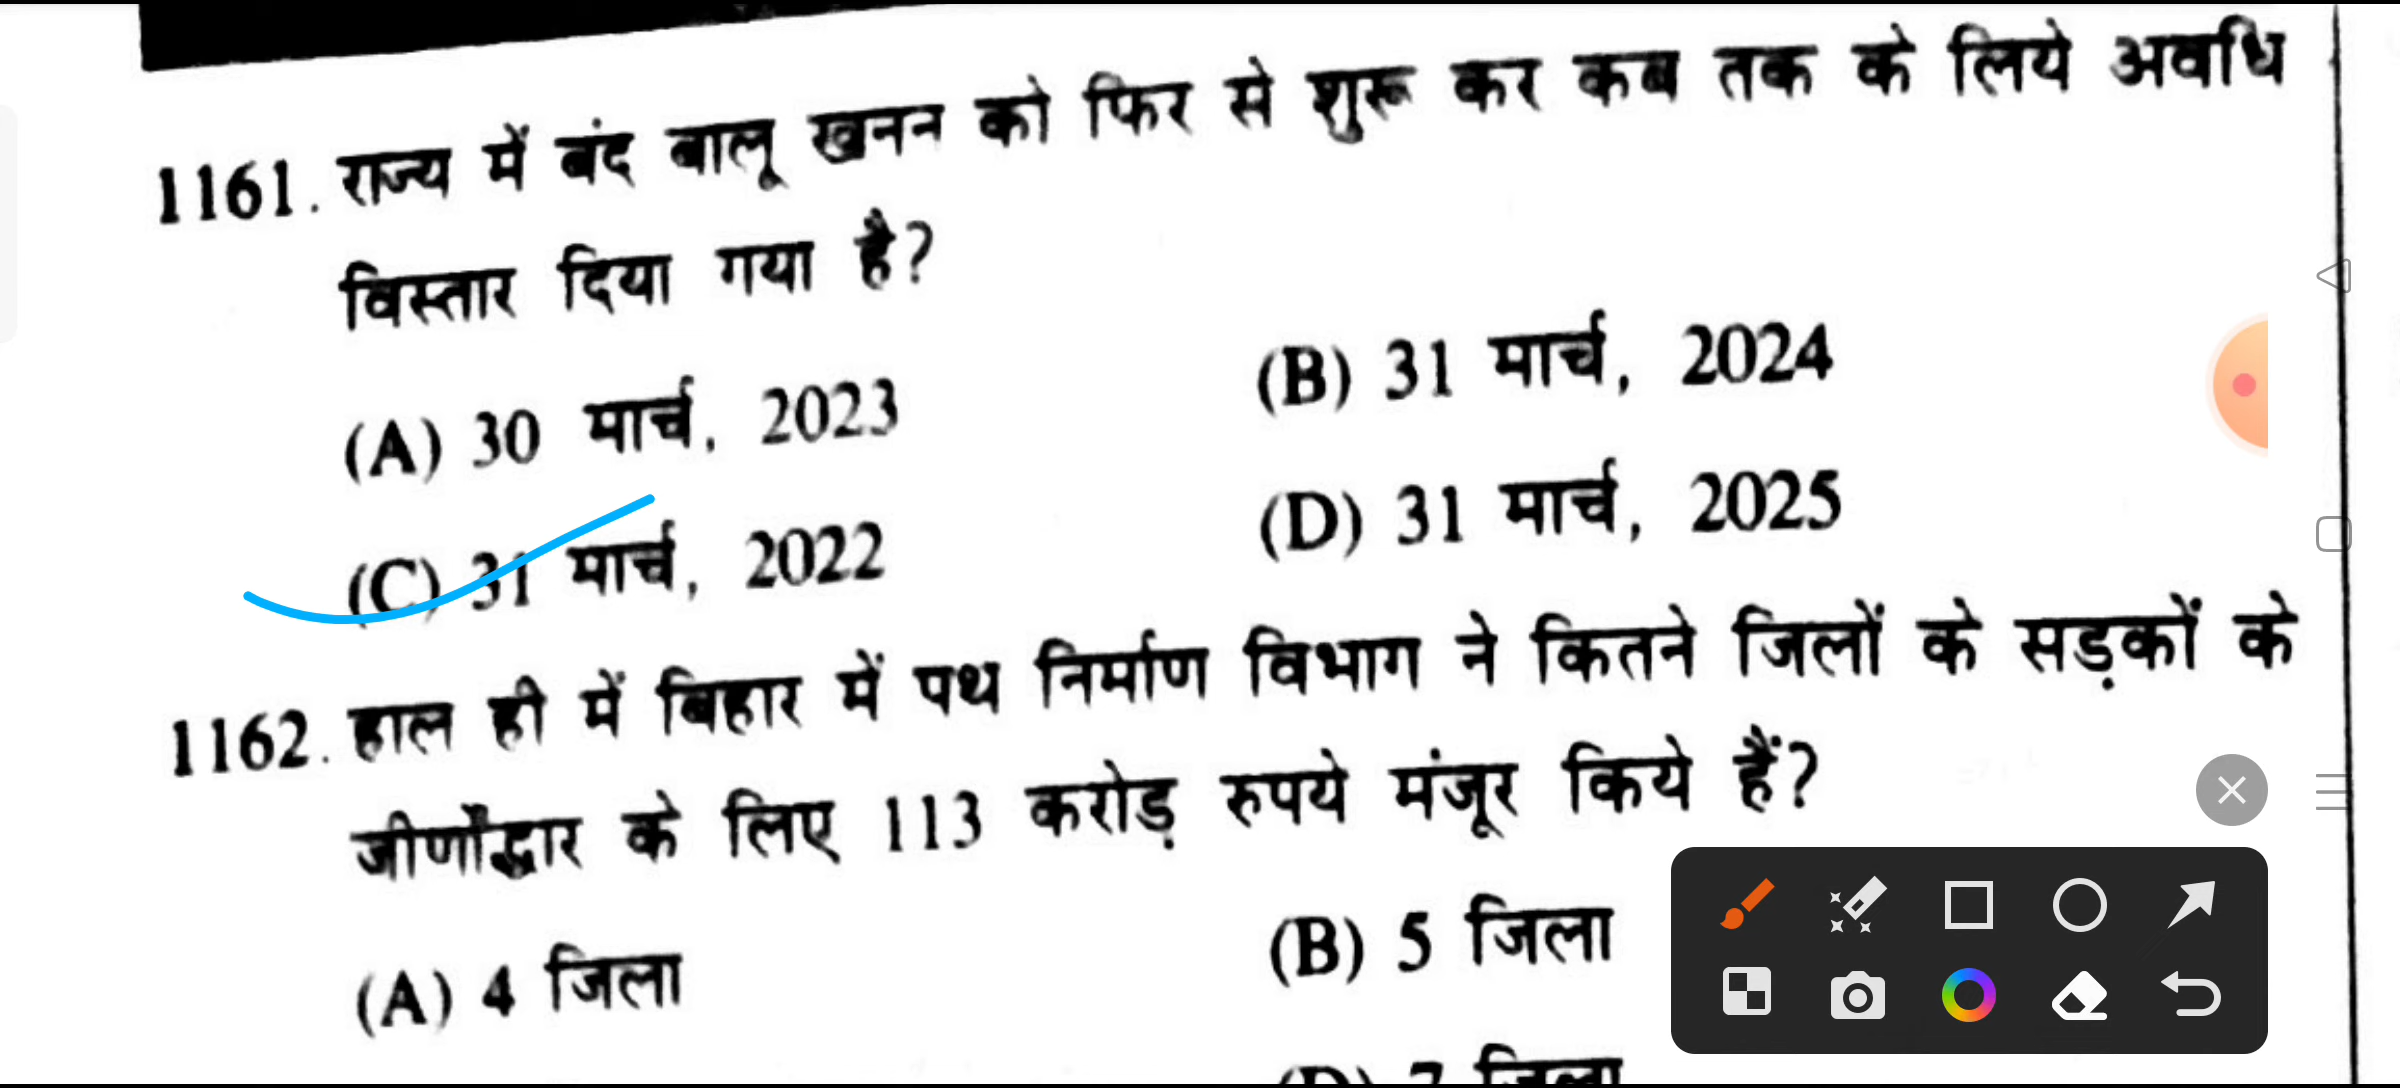 1161. राज्य में बंद बालू खनन को फिर से शुरू कर कब तक के लिये अवधि
विस्तार दिया गया है?
(A) 30 मार्च, 2023 (B) 31 मार्च, 2024
(C) 31 मार्च, 2022 (D) 31 मार्च, 2025
1162. हाल ही में बिहार में पथ निर्माण विभाग ने कितने जिलों के सड़कों के
जीर्णोंद्धार के लिए 113 करोड़ रुपये मंजूर किये हैं?
(A) 4 जिला (B) 5 जिला
(D) 7 जिला